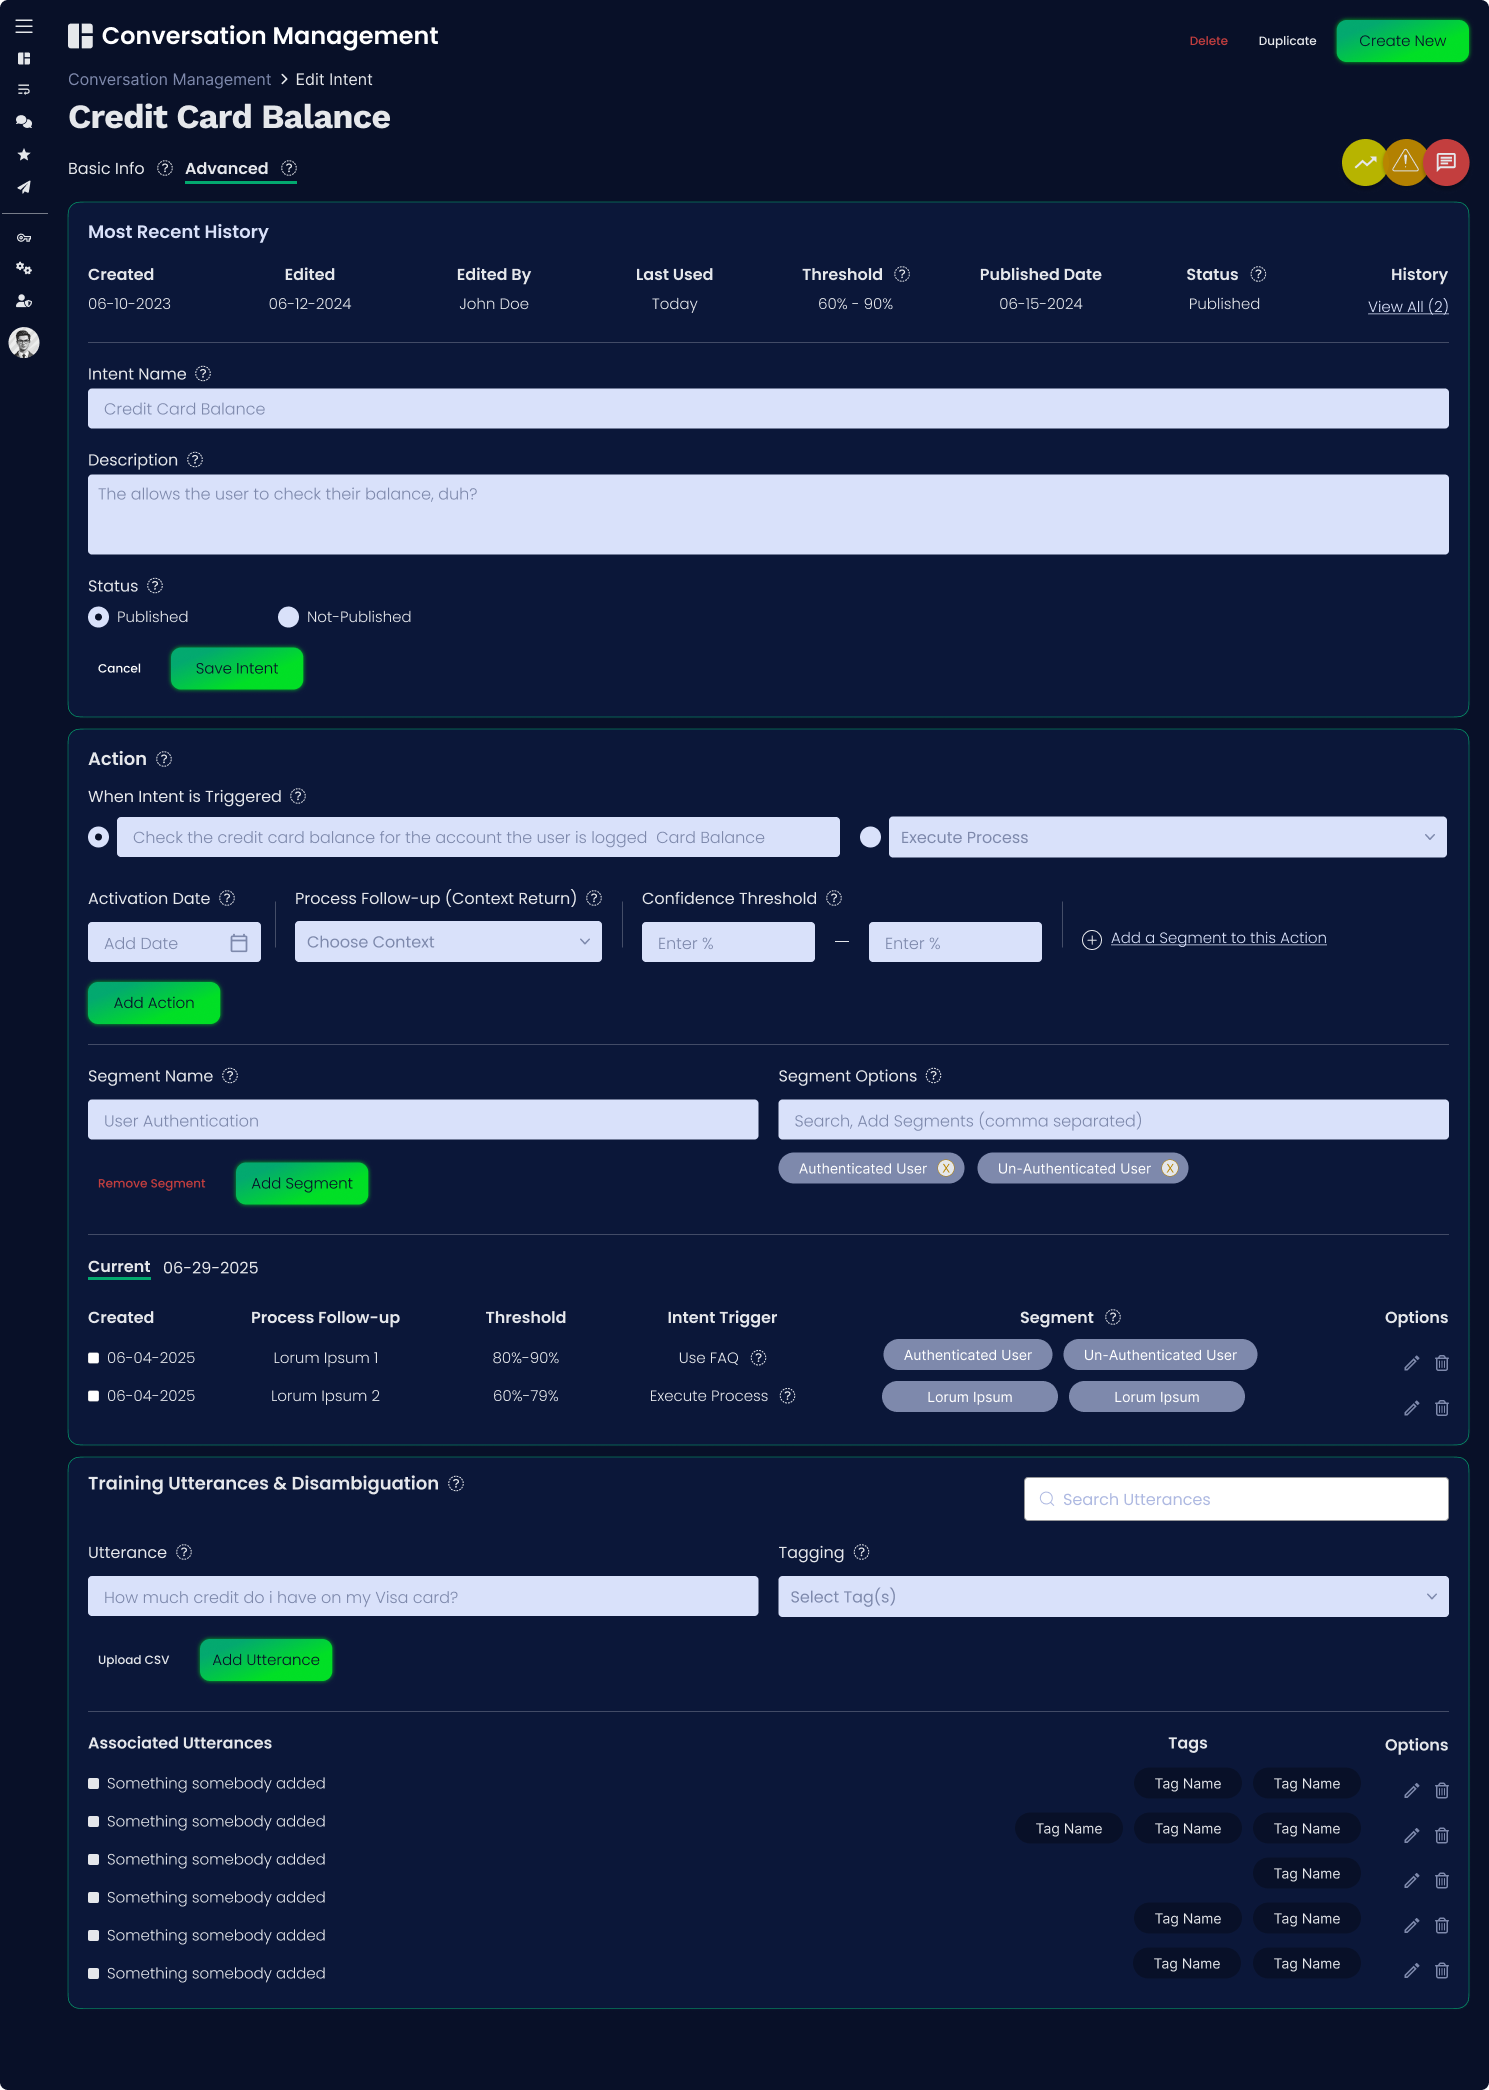 Conversation Management
Delete
Duplicate
Create New
Conversation Management > Edit Intent
Credit Card Balance
Basic Info ?
Advanced ?
Most Recent History
Created Edited Edited By Last Used Threshold ? Published Date Status ? History
06-10-2023 06-12-2024 John Doe Today 60% - 90% 06-15-2024 Published View All (2)
Intent Name ?
Credit Card Balance
Description ?
The allows the user to check their balance, duh?
Status ?
Published Not-Published
Cancel Save Intent
Action ?
When Intent is Triggered ?
Check the credit card balance for the account the user is logged  Card Balance
Execute Process
Activation Date ? Process Follow-up (Context Return) ? Confidence Threshold ?
Add Date Choose Context Enter % — Enter % Add a Segment to this Action
Add Action
Segment Name ? Segment Options ?
User Authentication Search, Add Segments (comma separated)
Authenticated User X Un-Authenticated User X
Remove Segment Add Segment
Current 06-29-2025
Created Process Follow-up Threshold Intent Trigger Segment ? Options
06-04-2025 Lorum Ipsum 1 80%-90% Use FAQ ? Authenticated User Un-Authenticated User
06-04-2025 Lorum Ipsum 2 60%-79% Execute Process ? Lorum Ipsum Lorum Ipsum
Training Utterances & Disambiguation ?
Search Utterances
Utterance ? Tagging ?
How much credit do i have on my Visa card? Select Tag(s)
Upload CSV Add Utterance
Associated Utterances Tags Options
Something somebody added Tag Name Tag Name
Something somebody added Tag Name Tag Name Tag Name
Something somebody added Tag Name
Something somebody added Tag Name Tag Name
Something somebody added Tag Name Tag Name
Something somebody added